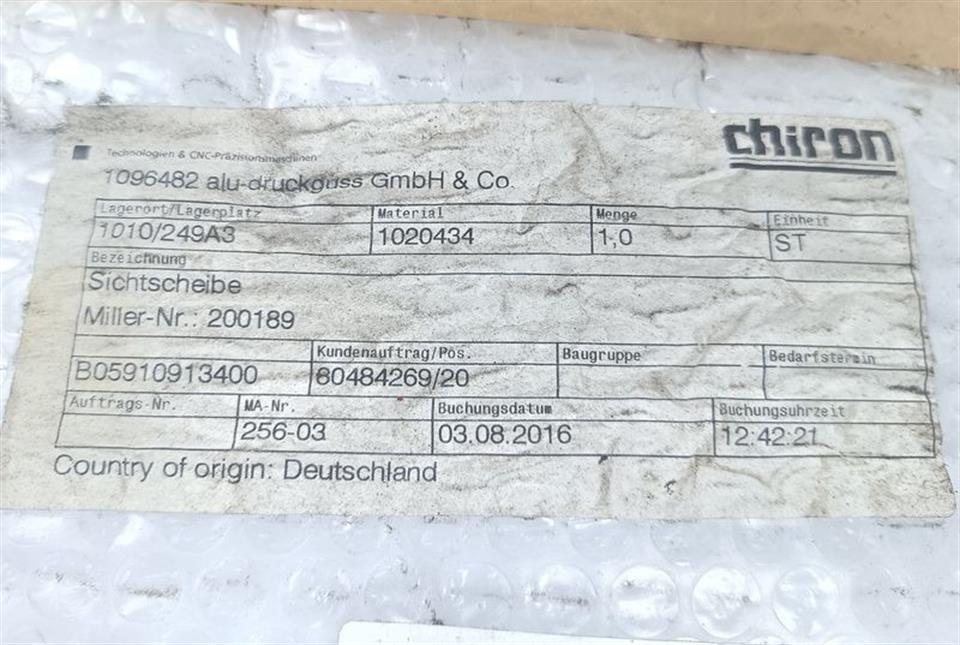 chiron
Technologien & CNC-Präzisionsmaschinen
1096482 alu-druckguss GmbH & Co.
Lagerort/Lagerplatz Material Menge Einheit
1010/249A3 1020434 1,0 ST
Bezeichnung
Sichtscheibe
Miller-Nr.: 200189
Kundenauftrag/Pos. Baugruppe Bedarfstermin
B05910913400 80484269/20
Auftrags-Nr. MA-Nr. Buchungsdatum Buchungsuhrzeit
256-03 03.08.2016 12:42:21
Country of origin: Deutschland